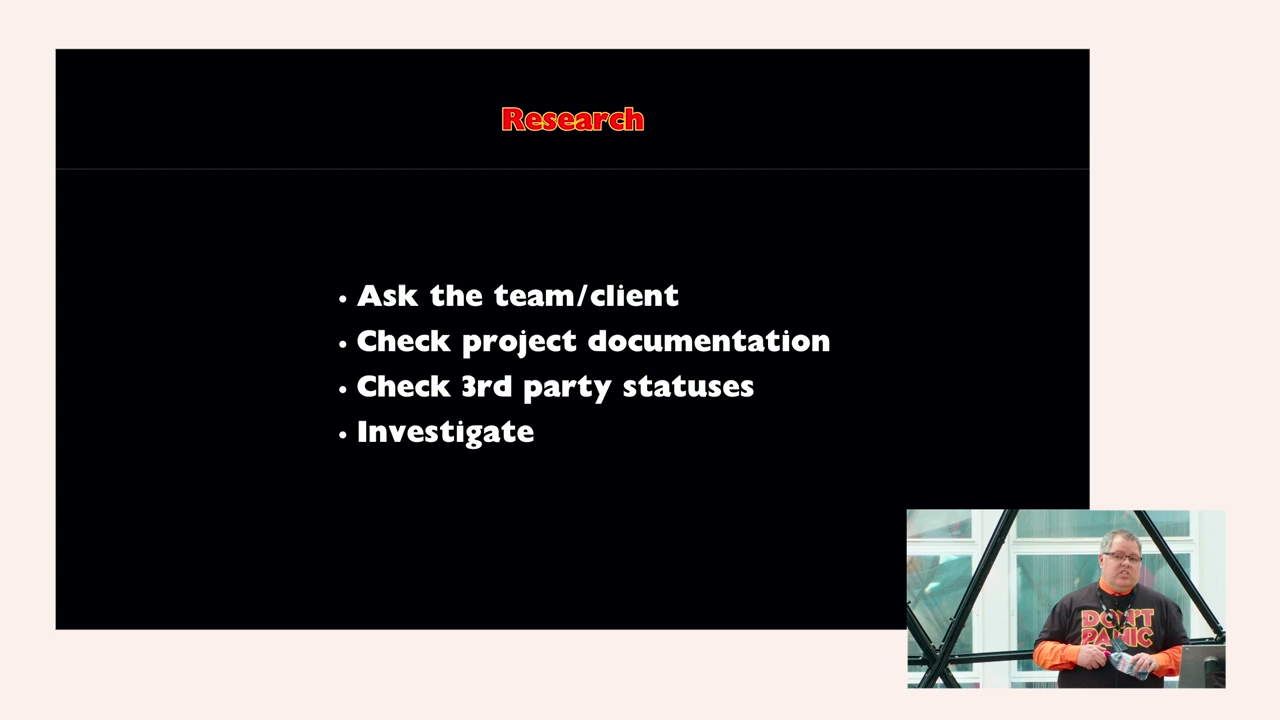 Research
• Ask the team/client
• Check project documentation
• Check 3rd party statuses
• Investigate
DON'T
PANIC